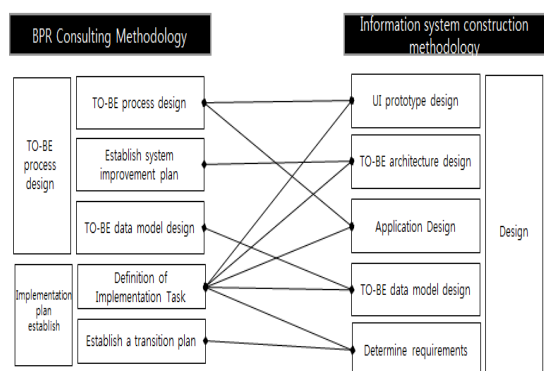 BPR Consulting Methodology
Information system construction
methodology
TO-BE
process
design
TO-BE process design
Establish system
improvement plan
TO-BE data model design
Implementation
plan
establish
Definition of
Implementation Task
Establish a transition plan
UI prototype design
TO-BE architecture design
Application Design
TO-BE data model design
Determine requirements
Design